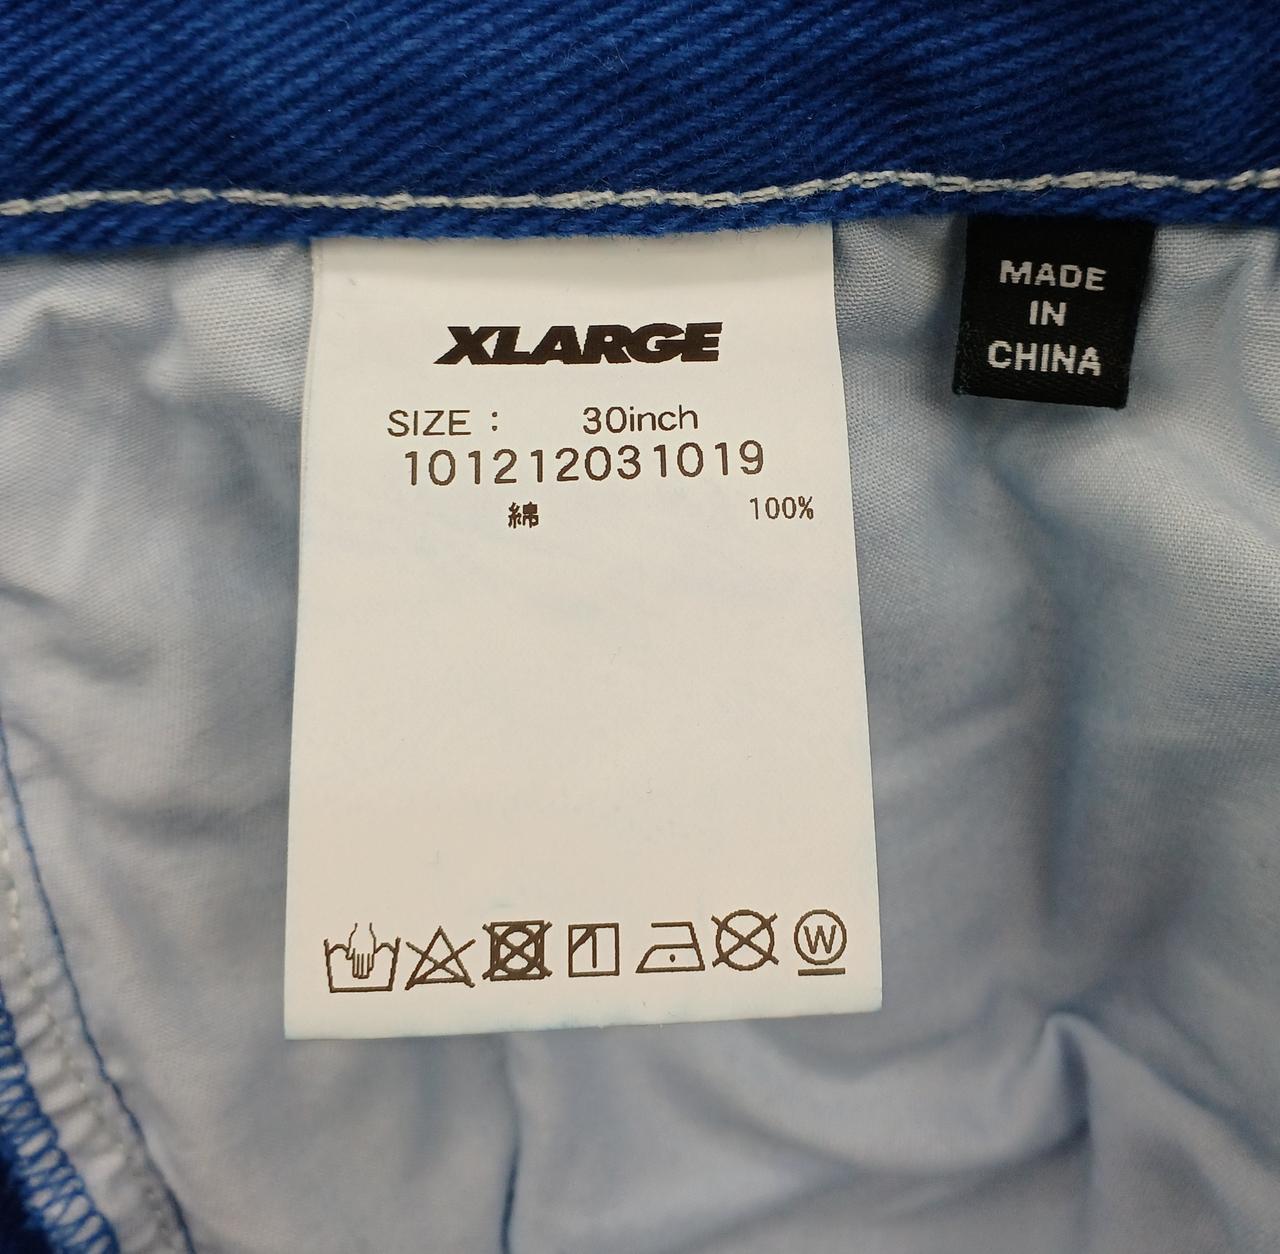 XLARGE
SIZE : 30inch
101212031019
綿 100%
W
MADE
IN
CHINA